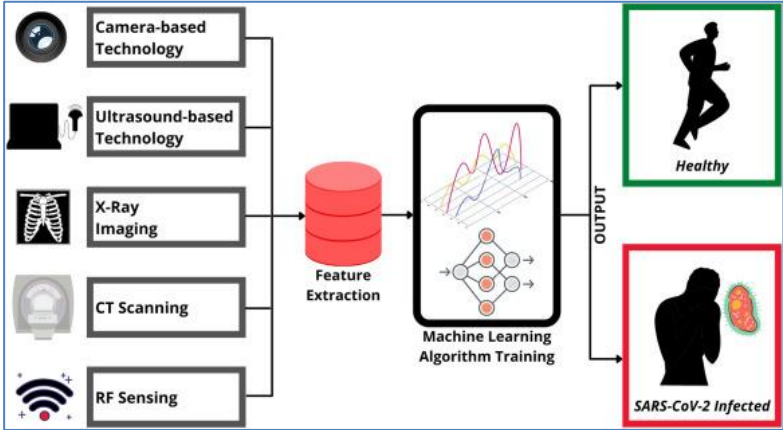 Camera-based
Technology
Ultrasound-based
Technology
X-Ray
Imaging
CT Scanning
RF Sensing
Feature
Extraction
Machine Learning
Algorithm Training
OUTPUT
Healthy
SARS-CoV-2 Infected